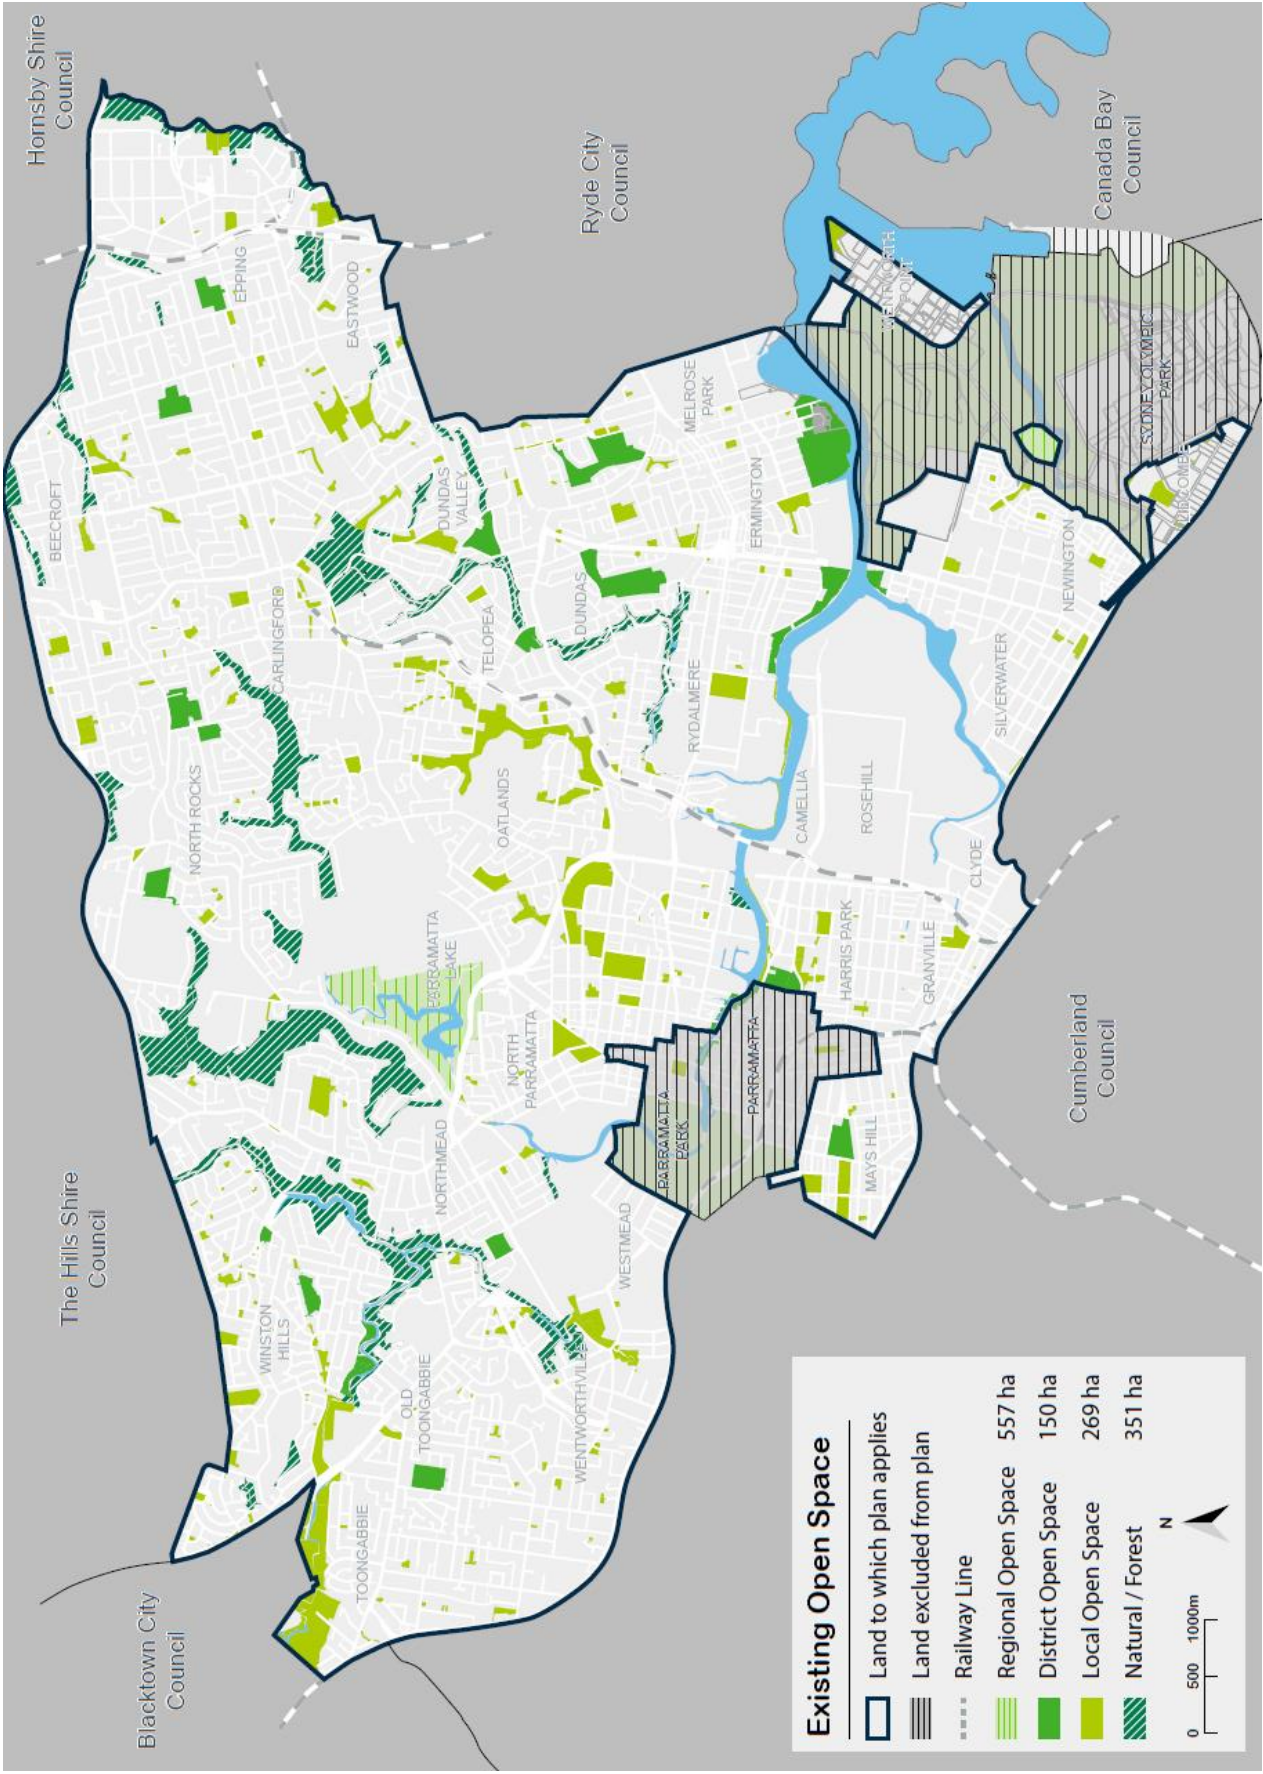 Hornsby Shire
Council
The Hills Shire
Council
Blacktown City
Council
BEECROFT
NORTH ROCKS
EPPING
WINSTON
HILLS
CARLINGFORD
EASTWOOD
TOONGABBIE
OLD
TOONGABBIE
PARRAMATTA
LAKE
NORTHMEAD
DUNDAS
VALLEY
TELOPEA
OATLANDS
NORTH
PARRAMATTA
WENTWORTHVILLE
DUNDAS
Ryde City
Council
WESTMEAD
PARRAMATTA
PARK
MELROSE
PARK
RYDALMERE
ERMINGTON
PARRAMATTA
CAMELLIA
HARRIS PARK
ROSEHILL
MAYS HILL
WENTWORTH
POINT
GRANVILLE
CLYDE
SILVERWATER
NEWINGTON
Cumberland
Council
Canada Bay
Council
SYDNEY OLYMPIC
PARK
LIDCOMBE
Existing Open Space
Land to which plan applies
Land excluded from plan
Railway Line
Regional Open Space 557 ha
District Open Space 150 ha
Local Open Space 269 ha
Natural / Forest 351 ha
0 500 1000m
N